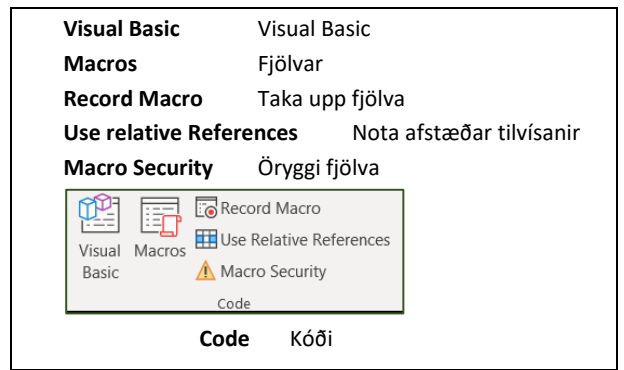 Visual Basic Visual Basic
Macros Fjölvar
Record Macro Taka upp fjölva
Use relative References Nota afstæðar tilvísanir
Macro Security Öryggi fjölva
Visual Basic
Macros
Record Macro
Use Relative References
Macro Security
Code
Code Kóði